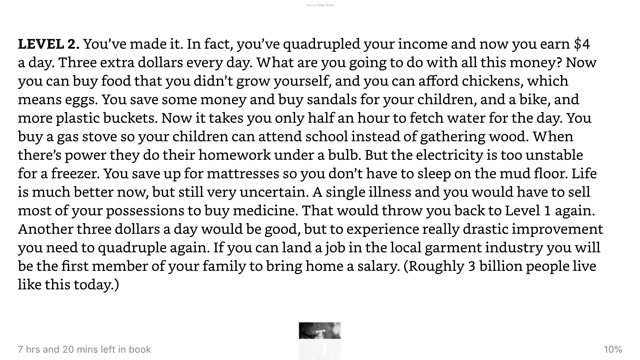 LEVEL 2. You’ve made it. In fact, you’ve quadrupled your income and now you earn $4
a day. Three extra dollars every day. What are you going to do with all this money? Now
you can buy food that you didn’t grow yourself, and you can afford chickens, which
means eggs. You save some money and buy sandals for your children, and a bike, and
more plastic buckets. Now it takes you only half an hour to fetch water for the day. You
buy a gas stove so your children can attend school instead of gathering wood. When
there’s power they do their homework under a bulb. But the electricity is too unstable
for a freezer. You save up for mattresses so you don’t have to sleep on the mud floor. Life
is much better now, but still very uncertain. A single illness and you would have to sell
most of your possessions to buy medicine. That would throw you back to Level 1 again.
Another three dollars a day would be good, but to experience really drastic improvement
you need to quadruple again. If you can land a job in the local garment industry you will
be the first member of your family to bring home a salary. (Roughly 3 billion people live
like this today.)
7 hrs and 20 mins left in book
10%